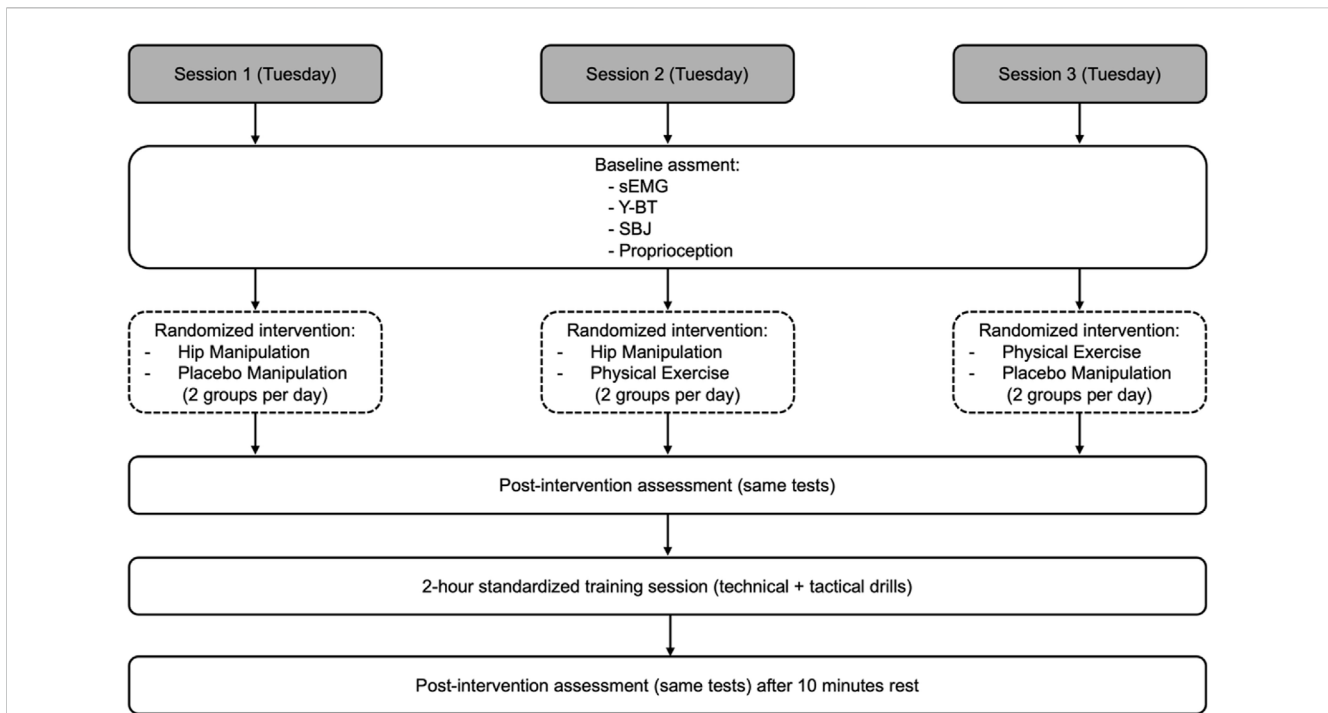 Session 1 (Tuesday)
Session 2 (Tuesday)
Session 3 (Tuesday)
Baseline assment:
- sEMG
- Y-BT
- SBJ
- Proprioception
Randomized intervention:
- Hip Manipulation
- Placebo Manipulation
(2 groups per day)
Randomized intervention:
- Hip Manipulation
- Physical Exercise
(2 groups per day)
Randomized intervention:
- Physical Exercise
- Placebo Manipulation
(2 groups per day)
Post-intervention assessment (same tests)
2-hour standardized training session (technical + tactical drills)
Post-intervention assessment (same tests) after 10 minutes rest